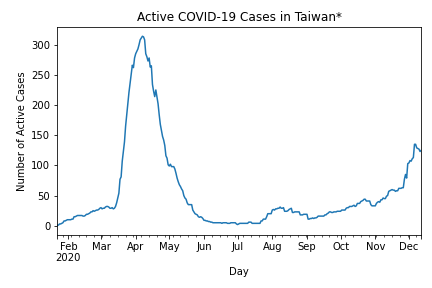 Active COVID-19 Cases in Taiwan*
Number of Active Cases
300
250
200
150
100
50
0
Feb Mar Apr May Jun Jul Aug Sep Oct Nov Dec
2020
Day